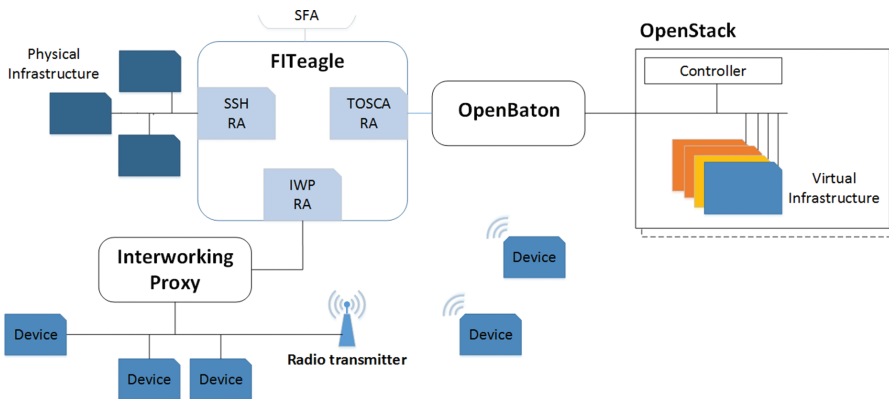 SFA
OpenStack
Physical
Infrastructure
FITeagle
Controller
SSH
RA
TOSCA
RA
OpenBaton
IWP
RA
Virtual
Infrastructure
Interworking
Proxy
Device
Device
Device
Radio transmitter
Device
Device
Device